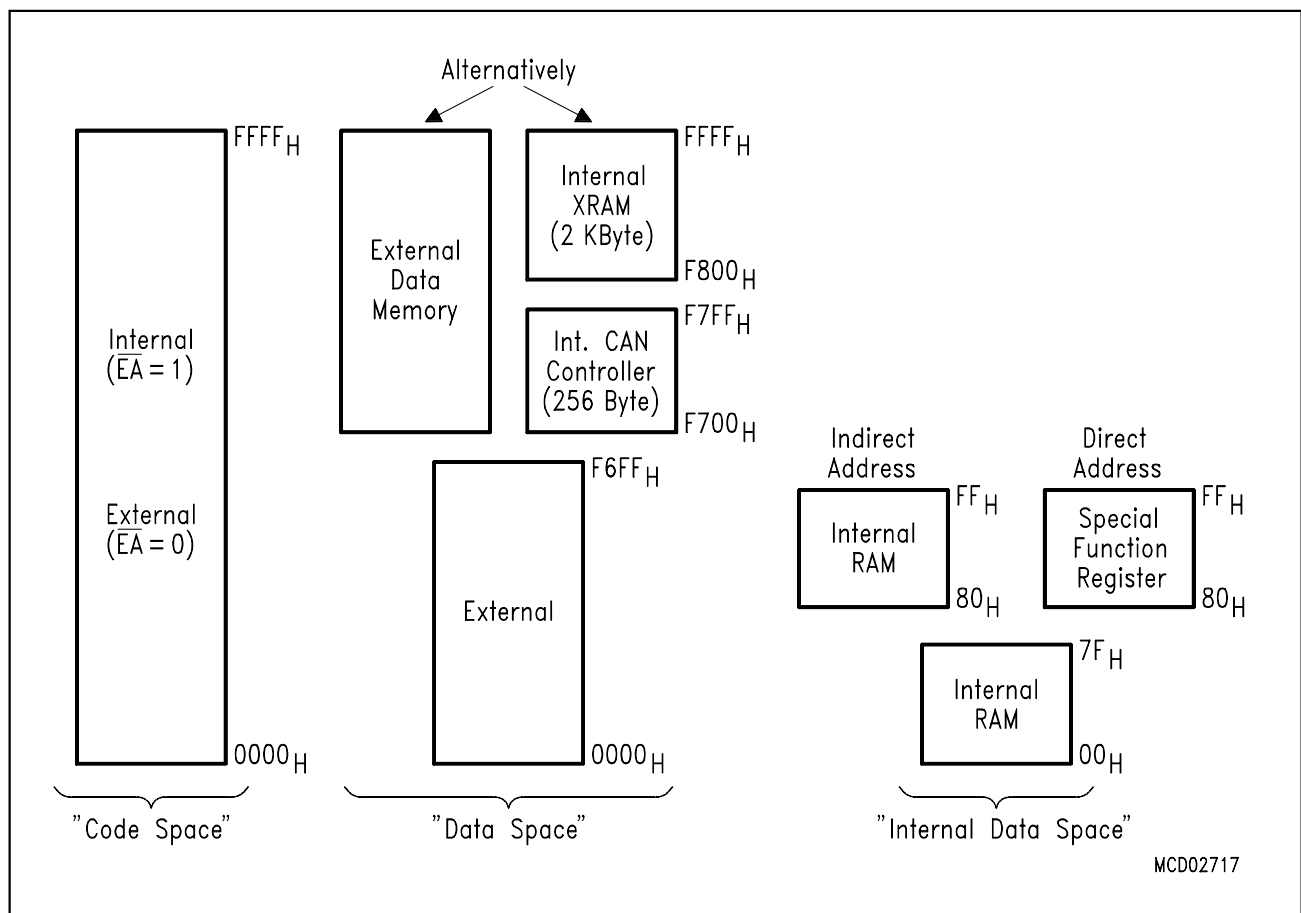 Alternatively
FFFFH
Internal
(EA = 1)
External
(EA = 0)
0000H
"Code Space"
External
Data
Memory
FFFFH
Internal
XRAM
(2 KByte)
F800H
F7FFH
Int. CAN
Controller
(256 Byte)
F700H
F6FFH
External
0000H
"Data Space"
Indirect
Address
FFH
Internal
RAM
80H
Direct
Address
FFH
Special
Function
Register
80H
7FH
Internal
RAM
00H
"Internal Data Space"
MCD02717